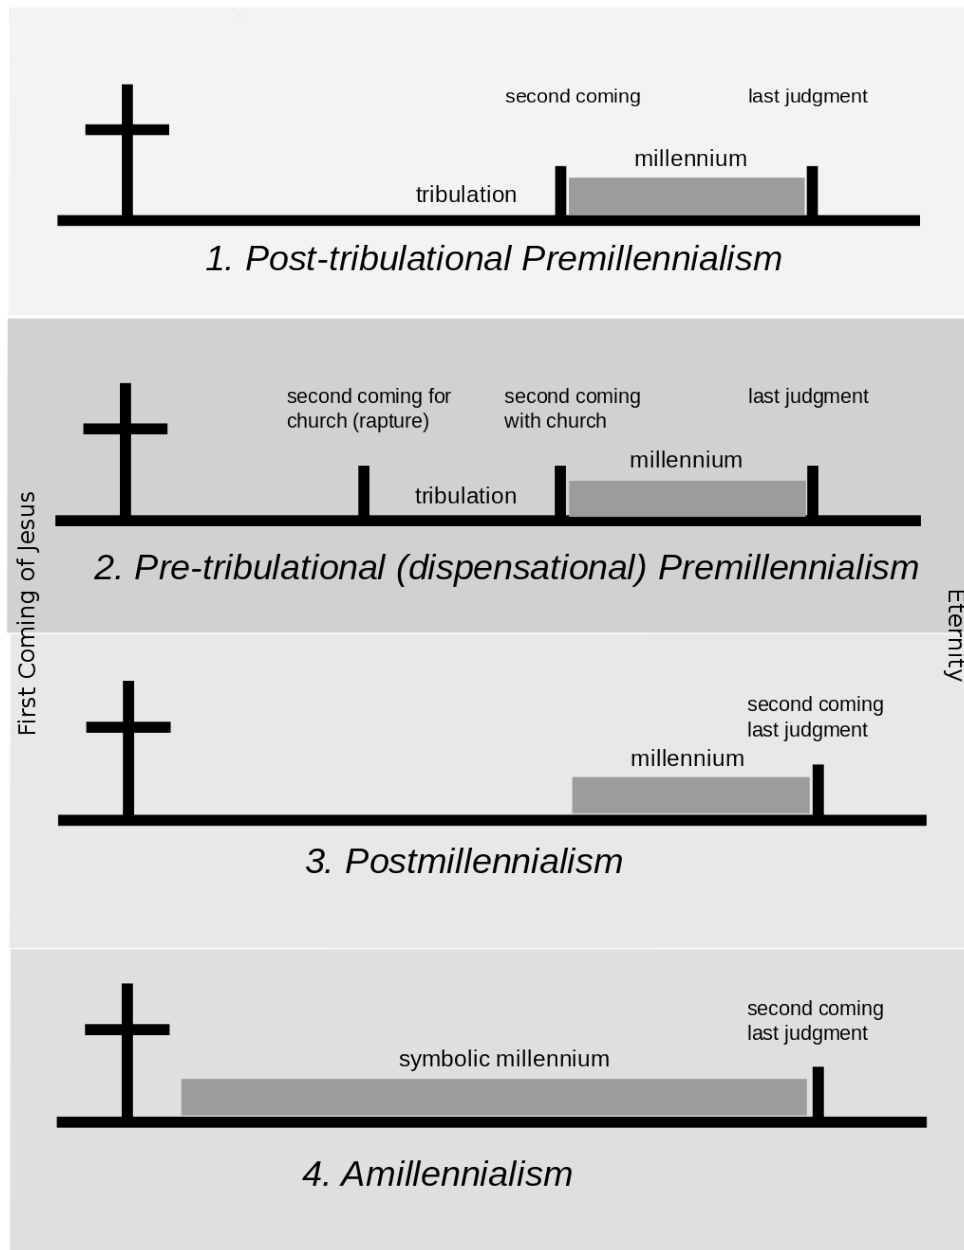 second coming
last judgment
millennium
tribulation
1. Post-tribulational Premillennialism
second coming for
church (rapture)
second coming
with church
last judgment
millennium
tribulation
2. Pre-tribulational (dispensational) Premillennialism
First Coming of Jesus
Eternity
second coming
last judgment
millennium
3. Postmillennialism
second coming
last judgment
symbolic millennium
4. Amillennialism